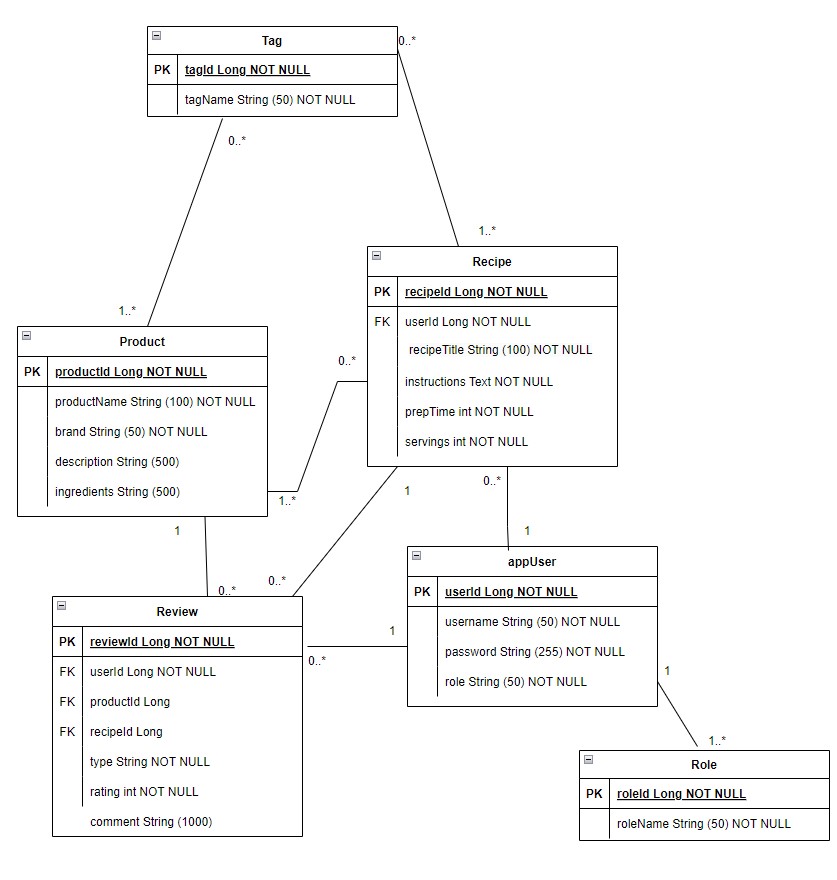 Tag
PK tagId Long NOT NULL
tagName String (50) NOT NULL
0..*
0..*
1..*
1..*
Recipe
PK recipeId Long NOT NULL
FK userId Long NOT NULL
recipeTitle String (100) NOT NULL
instructions Text NOT NULL
prepTime int NOT NULL
servings int NOT NULL
Product
PK productId Long NOT NULL
productName String (100) NOT NULL
brand String (50) NOT NULL
description String (500)
ingredients String (500)
0..*
1..*
1
0..*
1
0..*
0..*
1
appUser
PK userId Long NOT NULL
username String (50) NOT NULL
password String (255) NOT NULL
role String (50) NOT NULL
Review
PK reviewId Long NOT NULL
FK userId Long NOT NULL
FK productId Long
FK recipeId Long
type String NOT NULL
rating int NOT NULL
comment String (1000)
1
0..*
1
1..*
Role
PK roleId Long NOT NULL
roleName String (50) NOT NULL